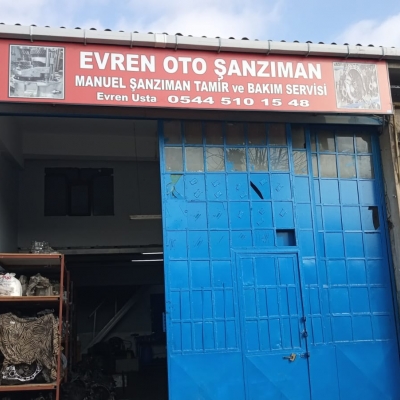 EVREN OTO ŞANZIMAN
MANUEL ŞANZIMAN TAMİR ve BAKIM SERVİSİ
Evren Usta 0544 510 15 48